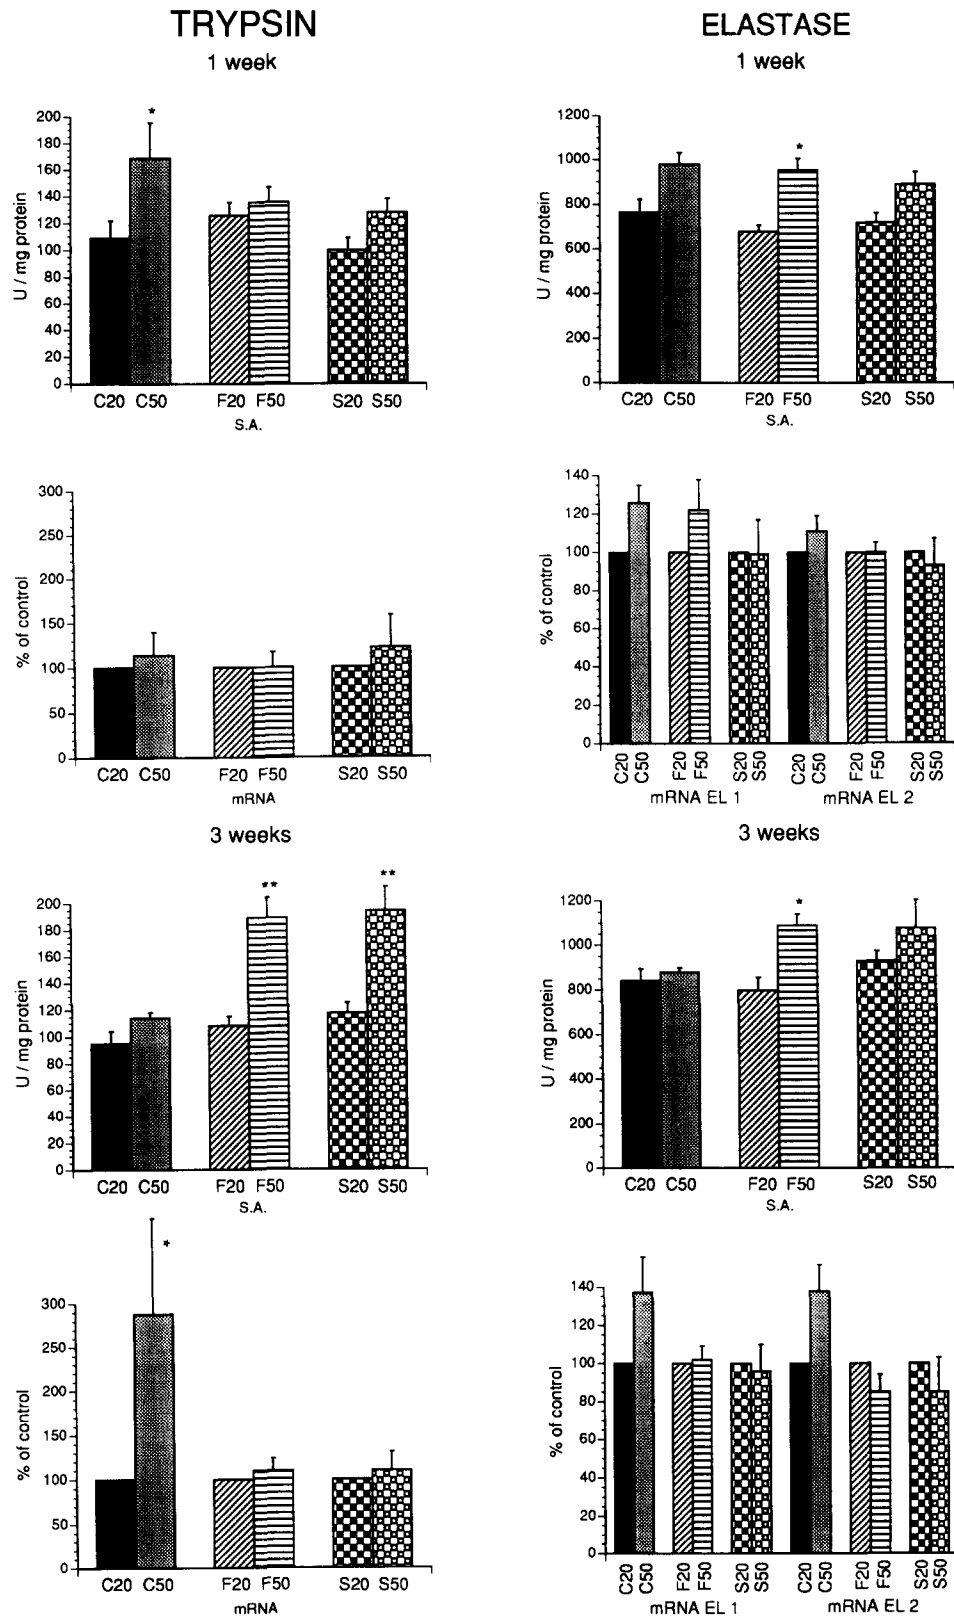 TRYPSIN
1 week
200
180
160
140
120
100
80
60
40
20
0
U / mg protein
*
C20 C50 F20 F50 S20 S50
S.A.
300
250
200
150
100
50
0
% of control
C20 C50 F20 F50 S20 S50
mRNA
3 weeks
200
180
160
140
120
100
80
60
40
20
0
U / mg protein
** **
C20 C50 F20 F50 S20 S50
S.A.
300
250
200
150
100
50
0
% of control
*
C20 C50 F20 F50 S20 S50
mRNA
ELASTASE
1 week
1200
1000
800
600
400
200
0
U / mg protein
*
C20 C50 F20 F50 S20 S50
S.A.
140
120
100
80
60
40
20
0
% of control
C20 C50 F20 F50 S20 S50 C20 C50 F20 F50 S20 S50
mRNA EL 1 mRNA EL 2
3 weeks
1200
1000
800
600
400
200
0
U / mg protein
*
C20 C50 F20 F50 S20 S50
S.A.
140
120
100
80
60
40
20
0
% of control
C20 C50 F20 F50 S20 S50 C20 C50 F20 F50 S20 S50
mRNA EL 1 mRNA EL 2